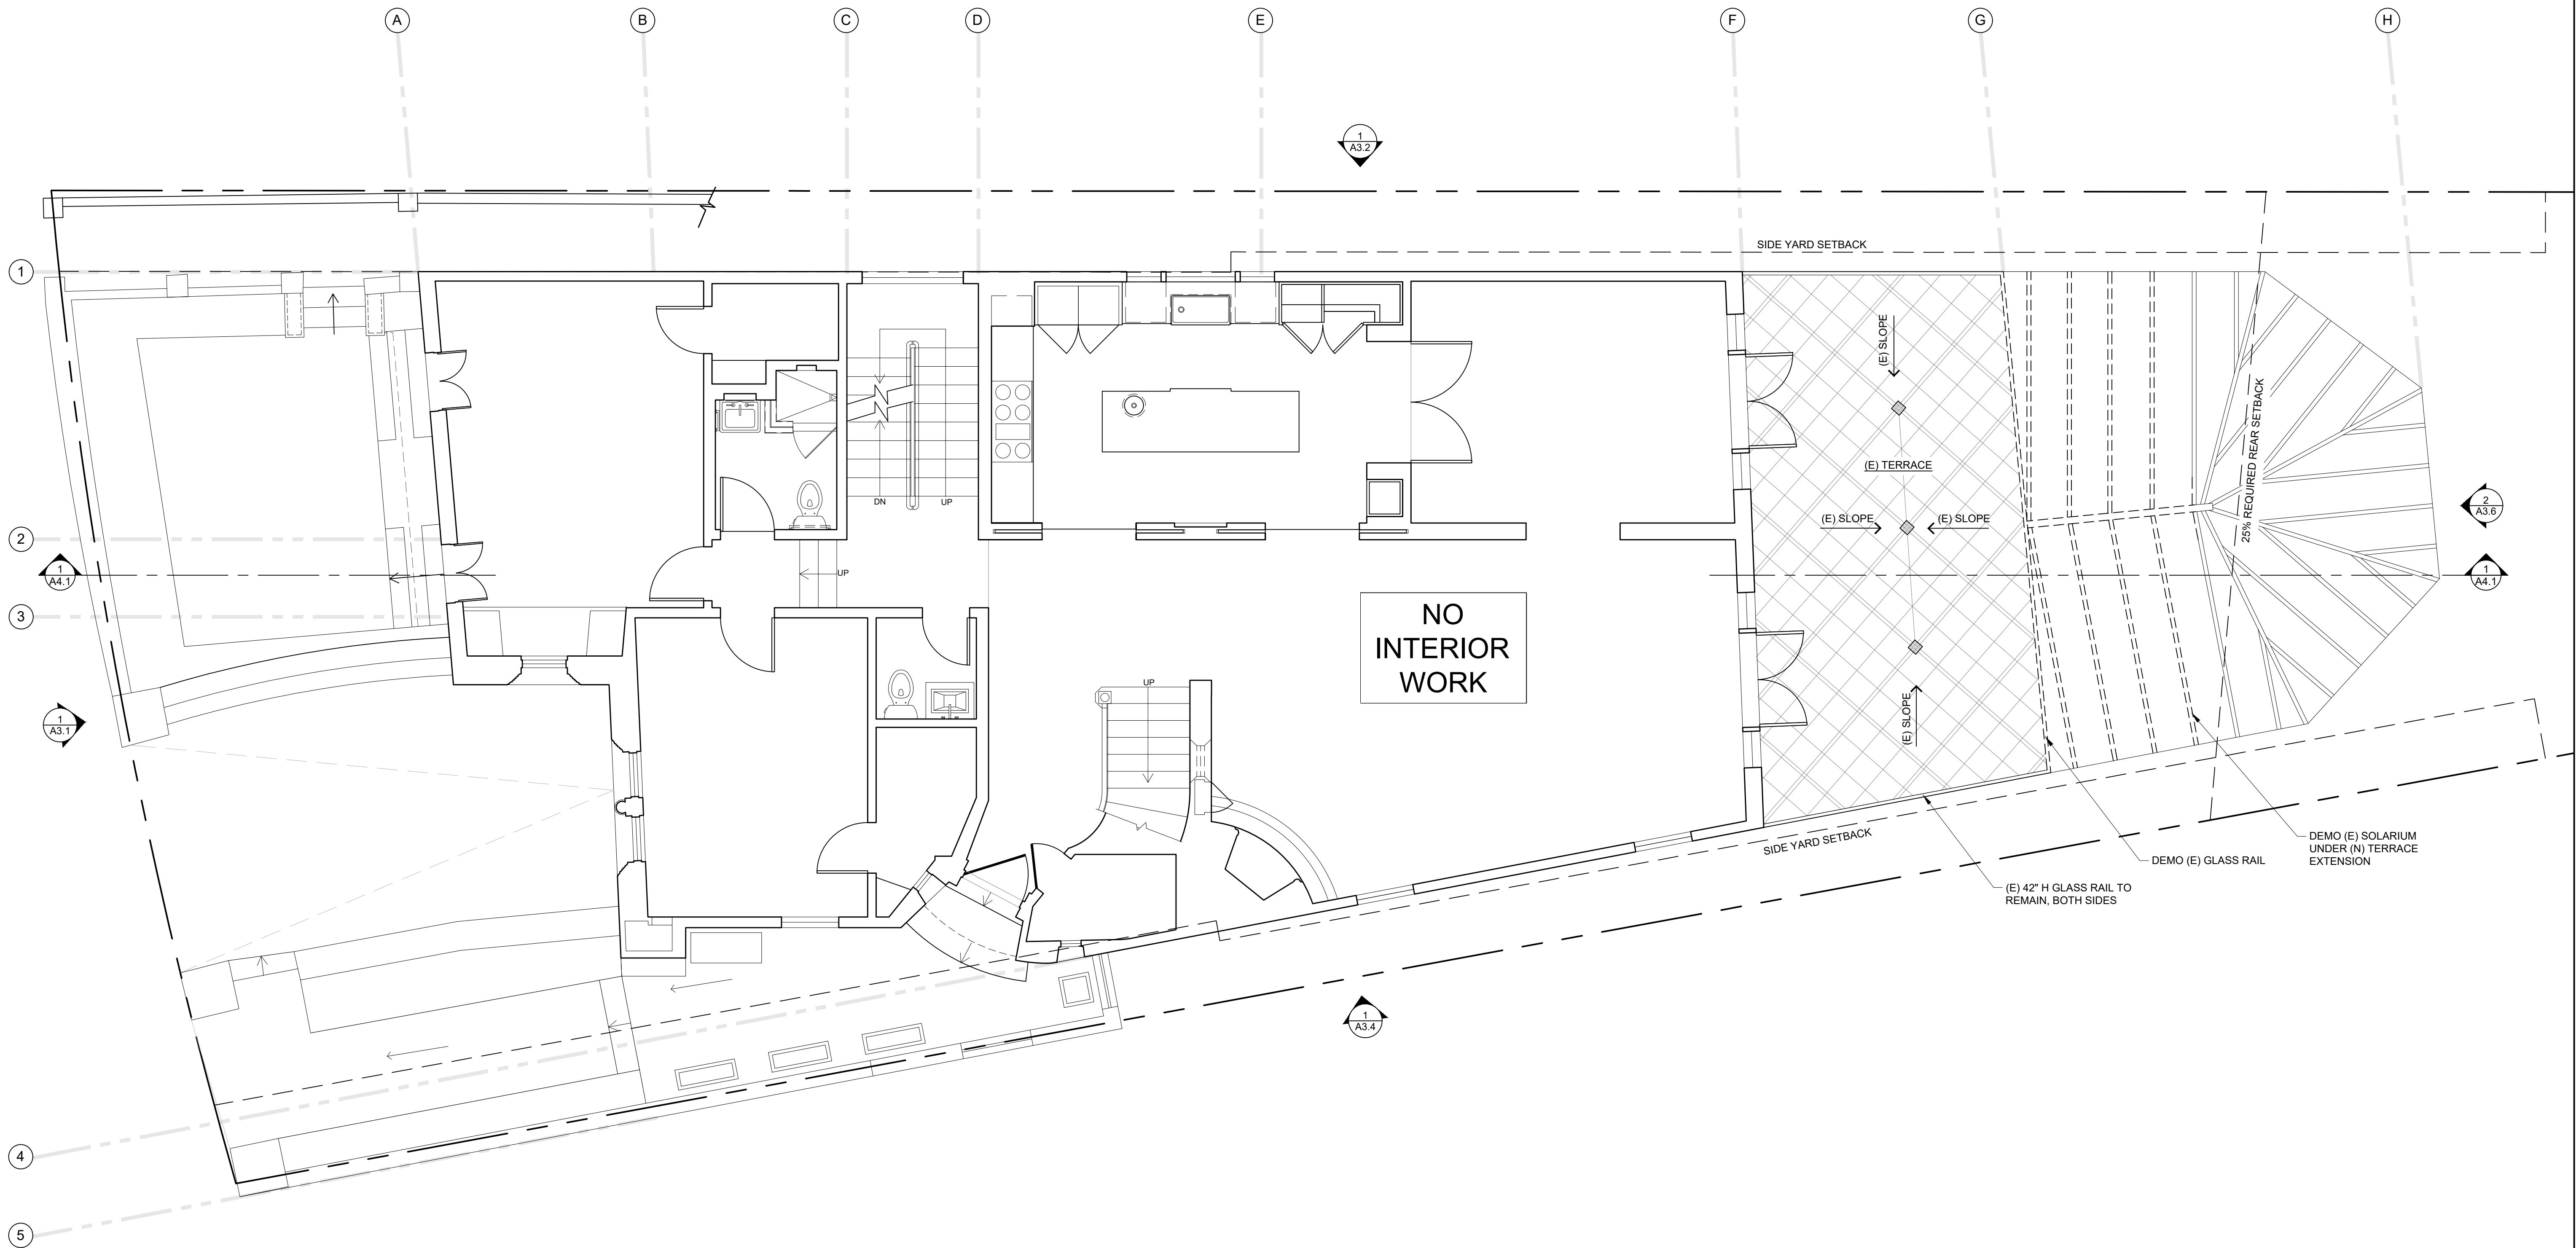 A
B
C
D
E
F
G
H
1
A3.2
SIDE YARD SETBACK
1
(E) SLOPE
25% REQUIRED REAR SETBACK
(E) TERRACE
DN
UP
2
A3.6
(E) SLOPE
(E) SLOPE
2
1
A4.1
UP
1
A4.1
3
NO
INTERIOR
WORK
UP
1
A3.1
(E) SLOPE
SIDE YARD SETBACK
DEMO (E) SOLARIUM
UNDER (N) TERRACE
EXTENSION
DEMO (E) GLASS RAIL
(E) 42" H GLASS RAIL TO
REMAIN, BOTH SIDES
1
A3.4
4
5